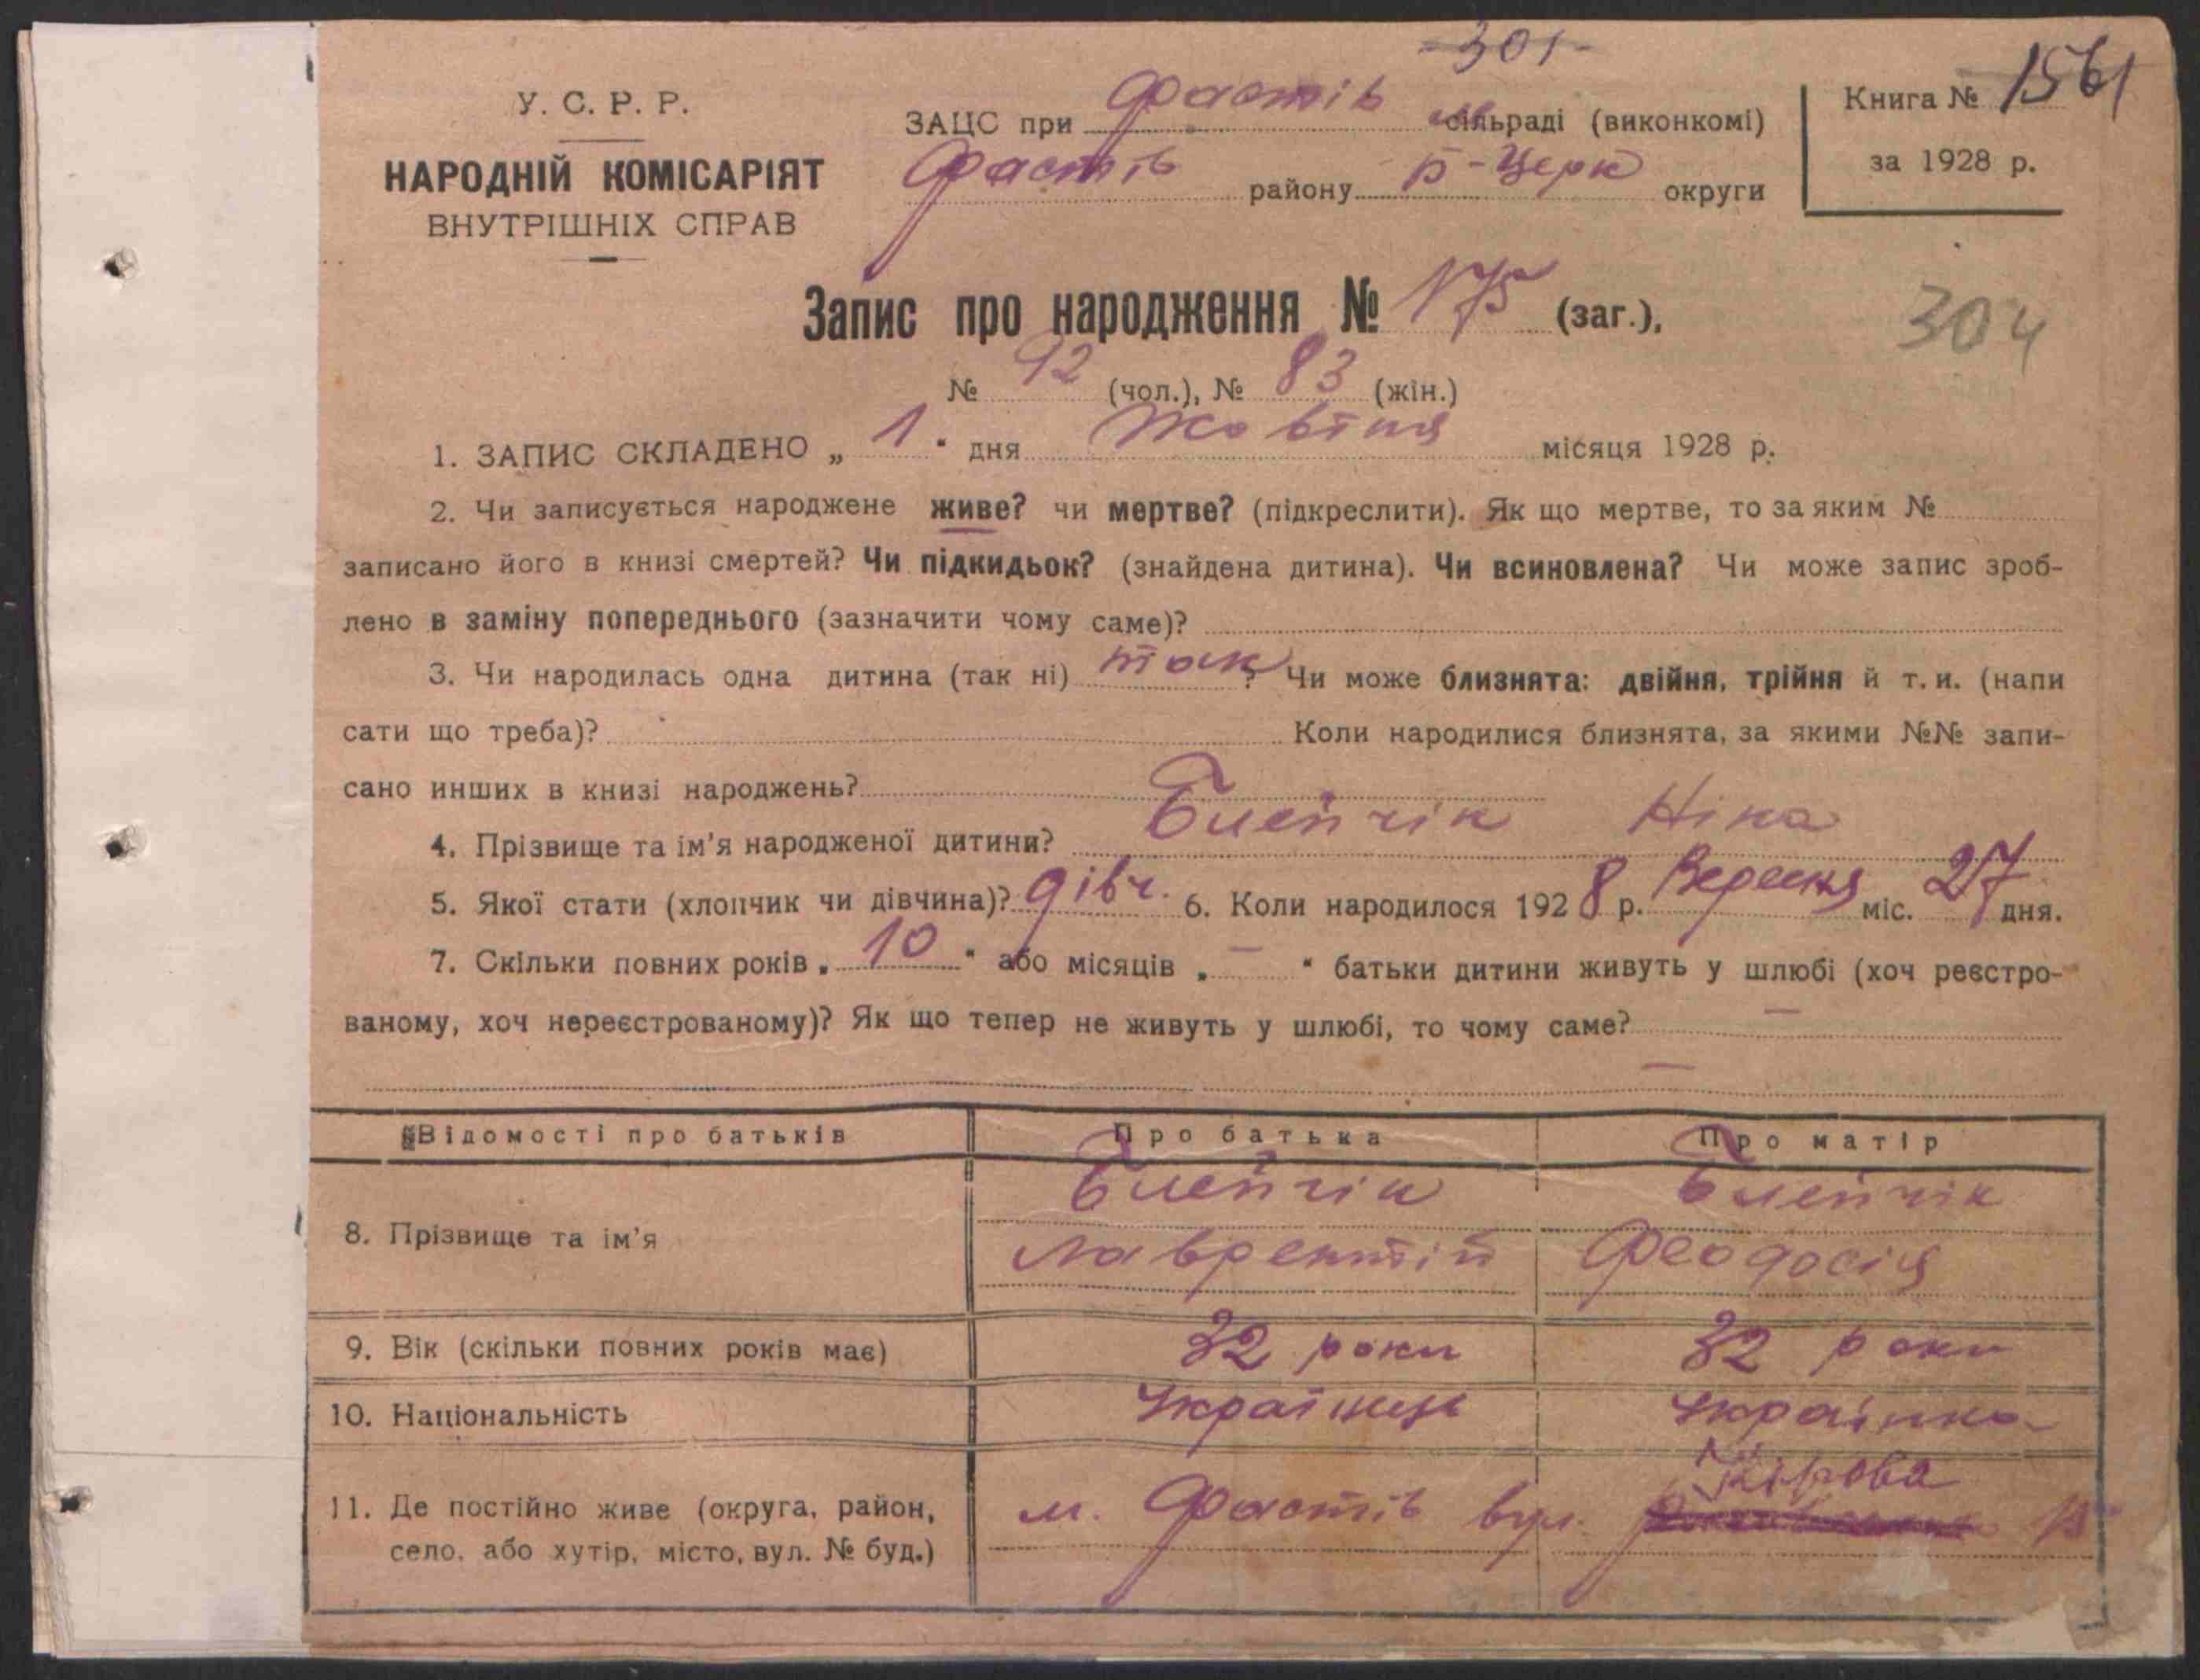 301
У. С. Р. Р.
НАРОДНІЙ КОМІСАРІЯТ
ВНУТРІШНІХ СПРАВ
ЗАЦС при Фастів сільраді (виконкомі)
Фастів району Б-Церк округи
Книга № 1561
за 1928 р.
Запис про народження № 175 (заг.),
304
№ 92 (чол.), № 83 (жін.)
1. ЗАПИС СКЛАДЕНО „ 1 " дня Жовтня місяця 1928 р.
2. Чи записується народжене живе? чи мертве? (підкреслити). Як що мертве, то за яким №
записано його в книзі смертей? Чи підкидьок? (знайдена дитина). Чи всиновлена? Чи може запис зроб-
лено в заміну попереднього (зазначити чому саме)?
3. Чи народилась одна дитина (так ні) так ? Чи може близнята: двійня, трійня й т. и. (напи
сати що треба)? Коли народилися близнята, за якими №№ запи-
сано инших в книзі народжень?
4. Прізвище та ім'я народженої дитини? Блейчік Ніна
5. Якої стати (хлопчик чи дівчина)? дівч. 6. Коли народилося 1928 р. Вересня міс. 27 дня.
7. Скільки повних років „ 10 " або місяців „ — " батьки дитини живуть у шлюбі (хоч реєстро-
ваному, хоч нереєстрованому)? Як що тепер не живуть у шлюбі, то чому саме? —
—
Відомості про батьків Про батька Про матір
Блейчік Блейчік
8. Прізвище та ім'я
Лаврентій Феодосія
9. Вік (скільки повних років має) 32 роки 32 роки
10. Національність Українець Українка
Кірова
11. Де постійно живе (округа, район, м. Фастів вул.
село, або хутір, місто, вул. № буд.)